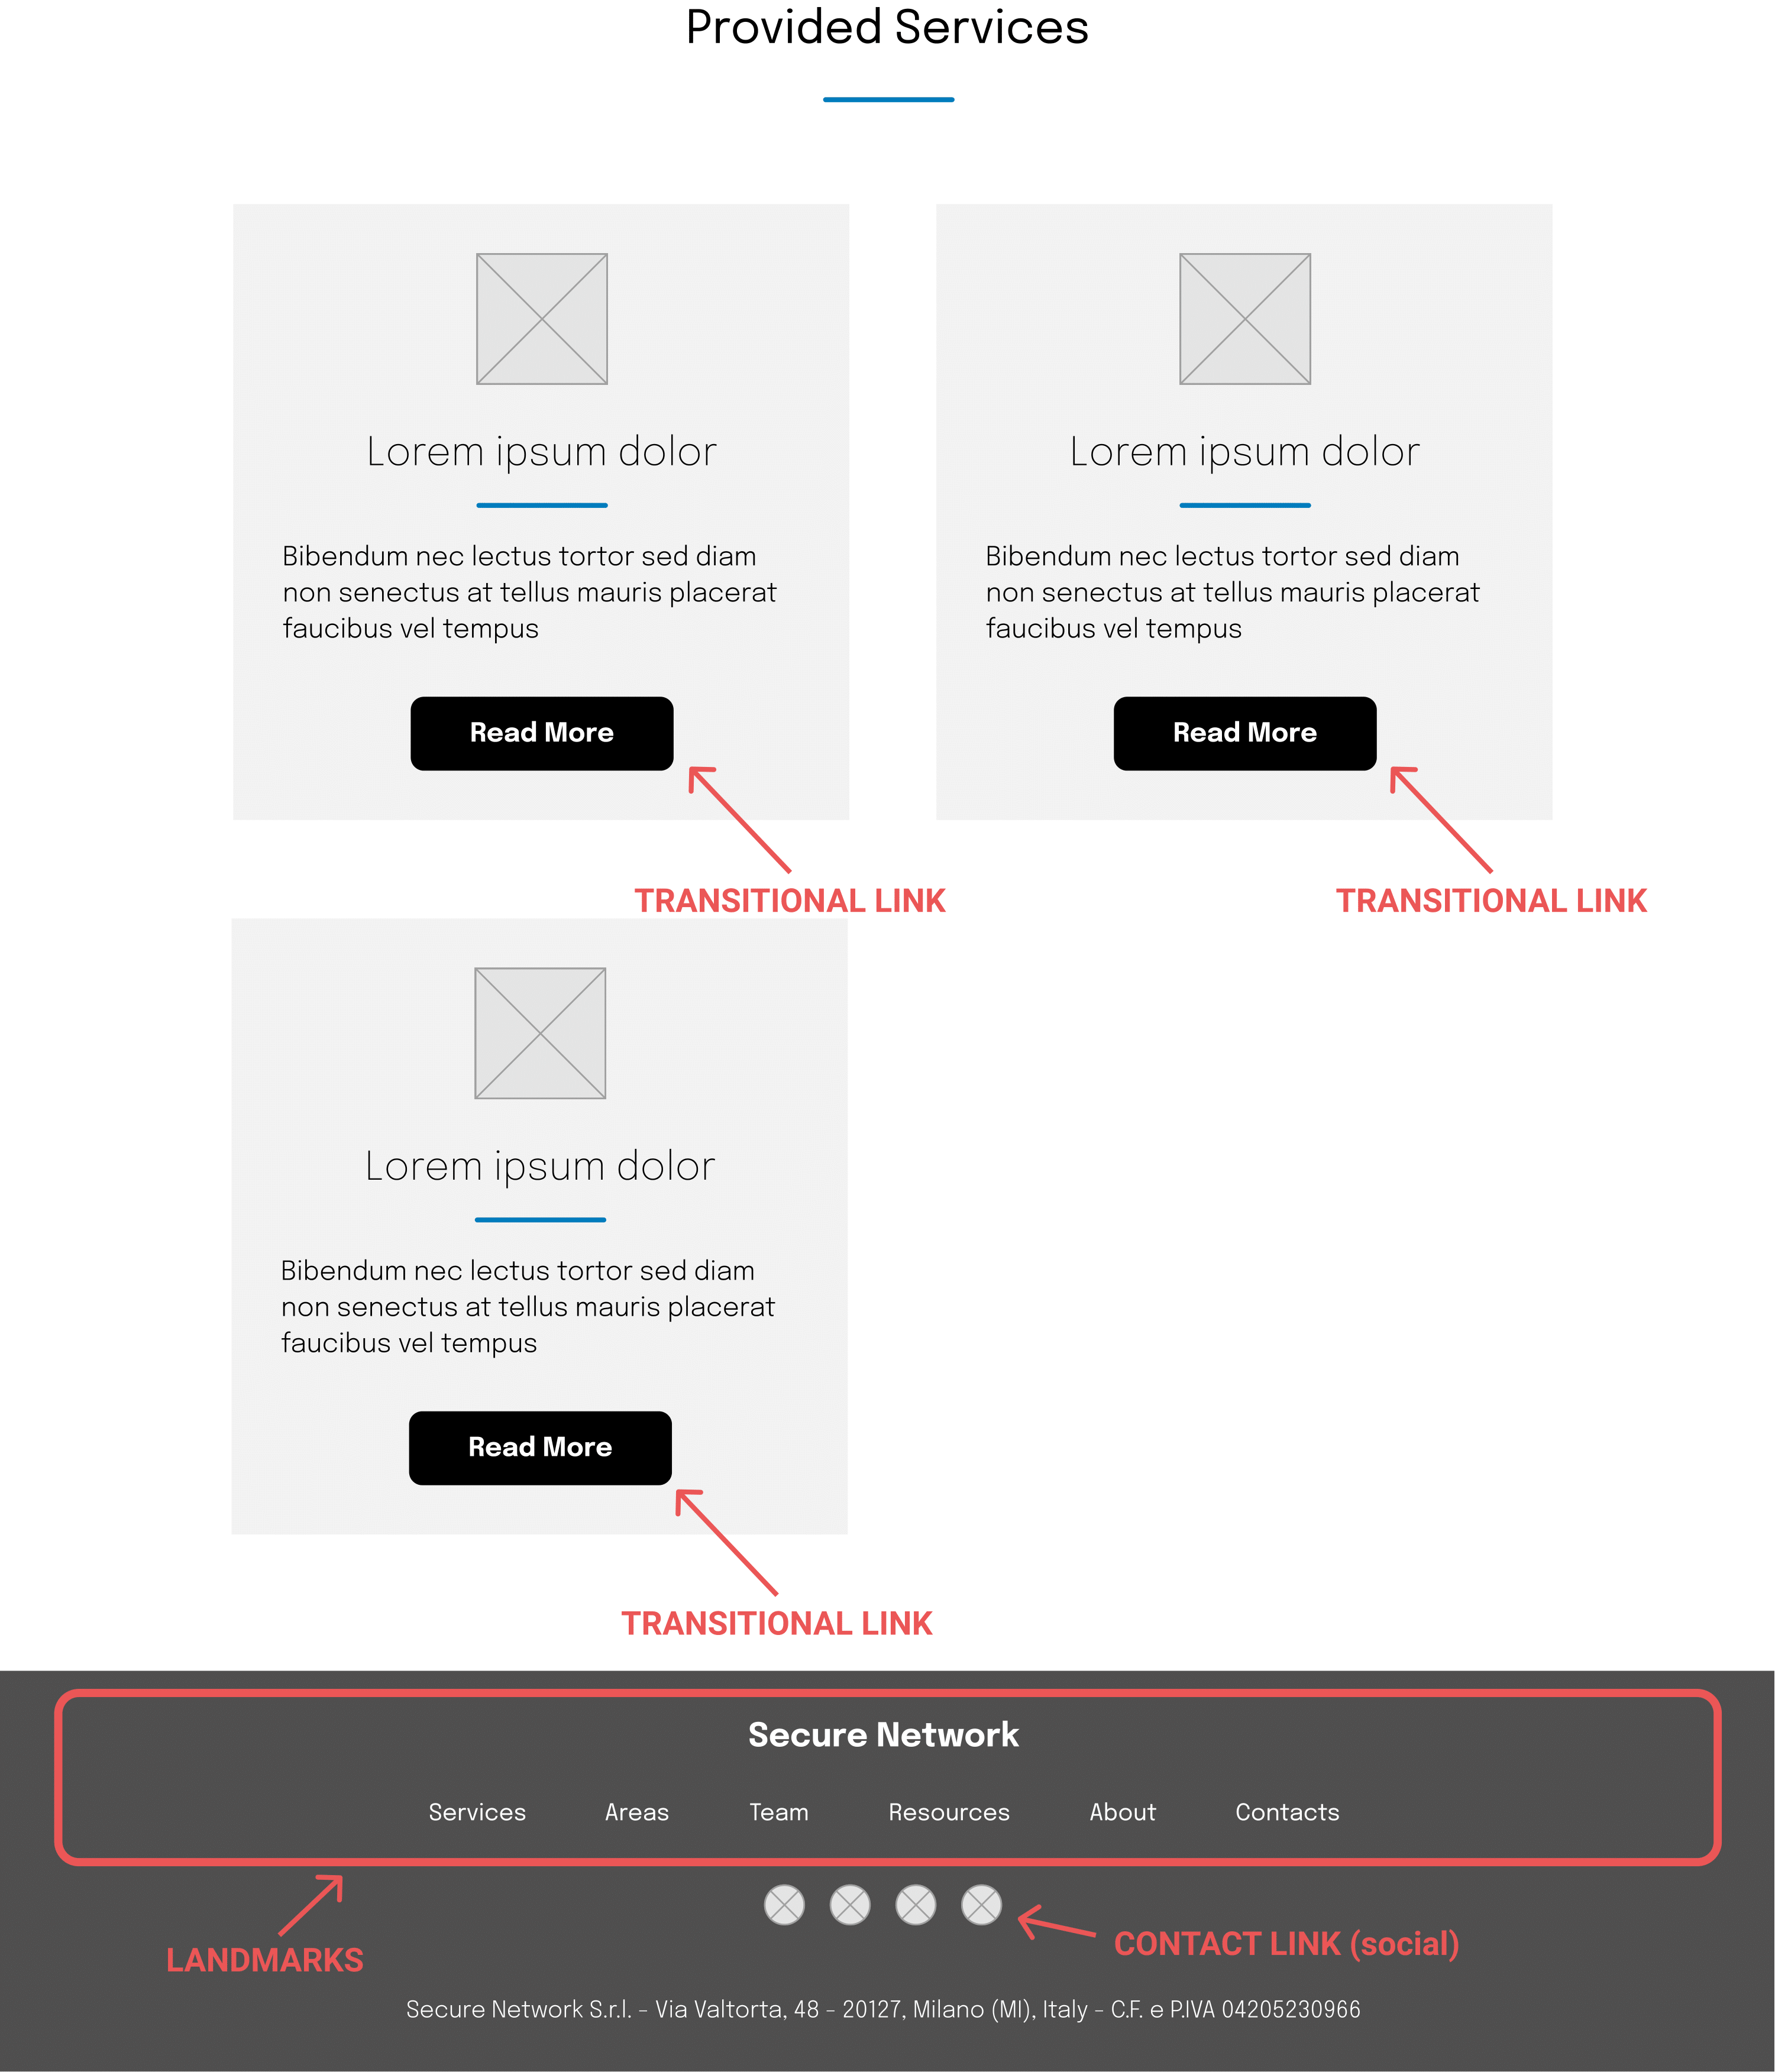 Provided Services
Lorem ipsum dolor
Bibendum nec lectus tortor sed diam
non senectus at tellus mauris placerat
faucibus vel tempus
Read More
TRANSITIONAL LINK
Lorem ipsum dolor
Bibendum nec lectus tortor sed diam
non senectus at tellus mauris placerat
faucibus vel tempus
Read More
TRANSITIONAL LINK
Lorem ipsum dolor
Bibendum nec lectus tortor sed diam
non senectus at tellus mauris placerat
faucibus vel tempus
Read More
TRANSITIONAL LINK
Secure Network
Services Areas Team Resources About Contacts
LANDMARKS
CONTACT LINK (social)
Secure Network S.r.l. – Via Valtorta, 48 – 20127, Milano (MI), Italy – C.F. e P.IVA 04205230966